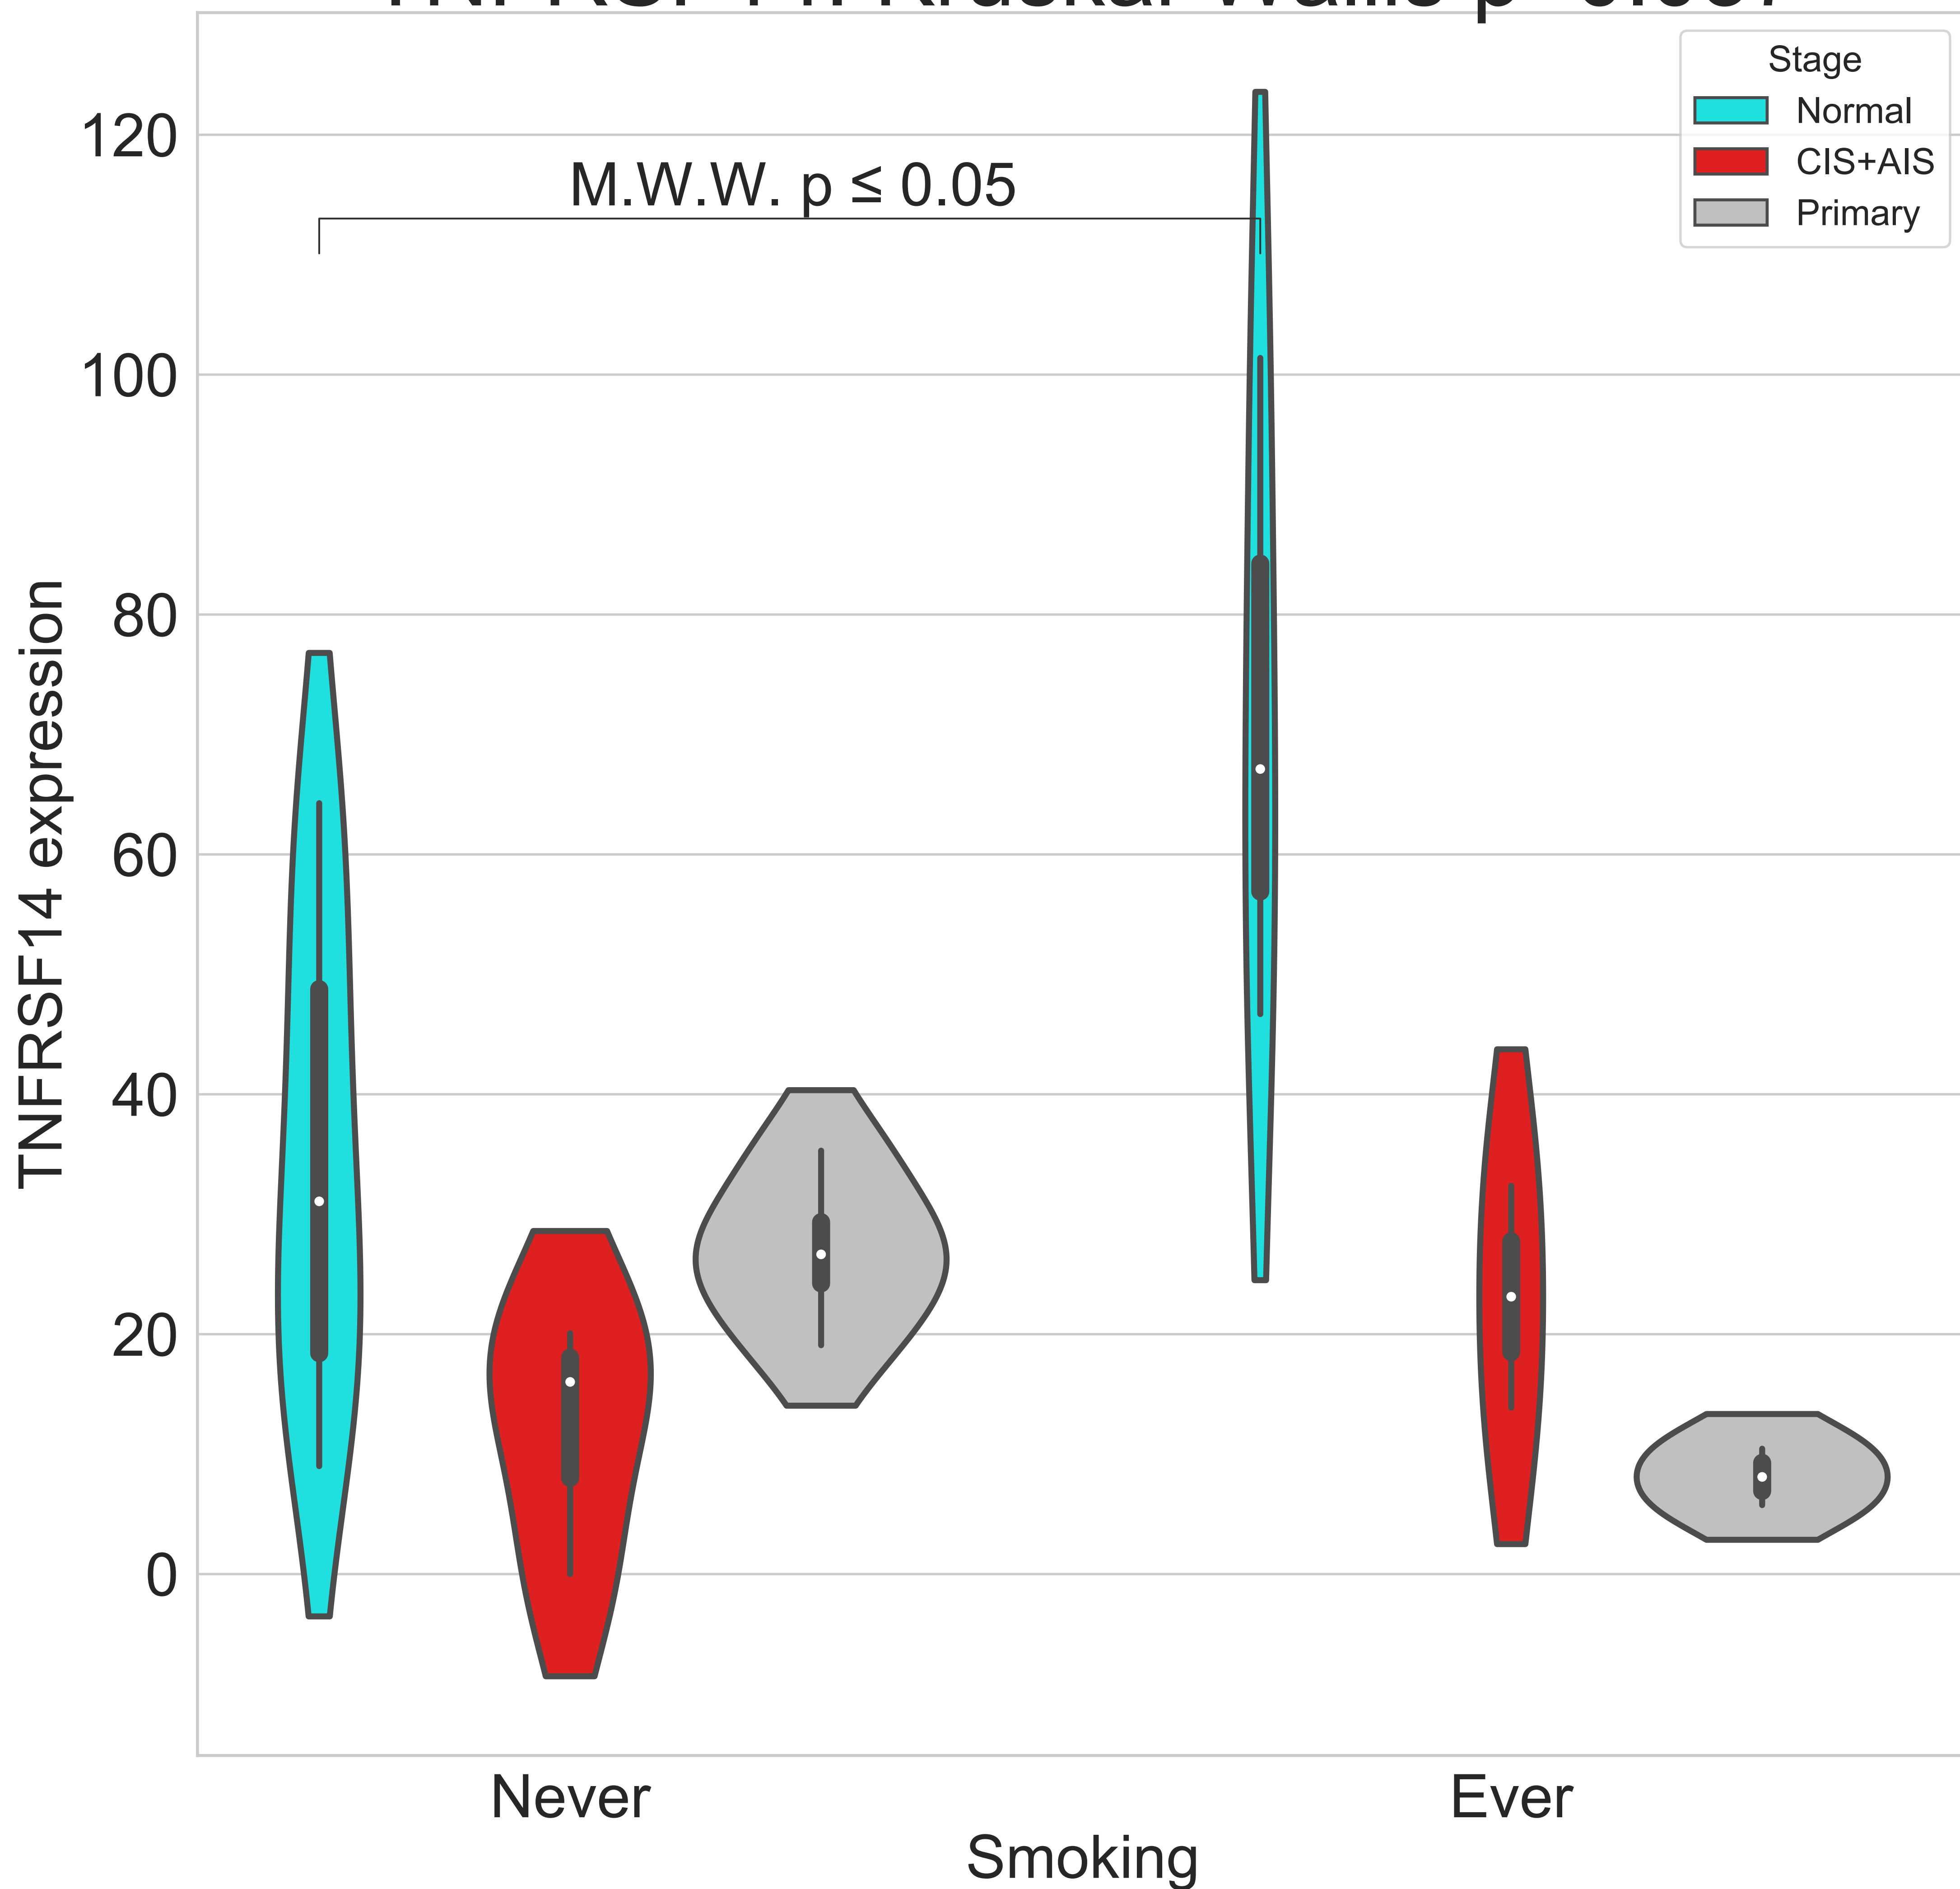 Stage
Normal
CIS+AIS
Primary
M.W.W. p ≤ 0.05
120
100
80
60
40
20
0
TNFRSF14 expression
Never
Ever
Smoking